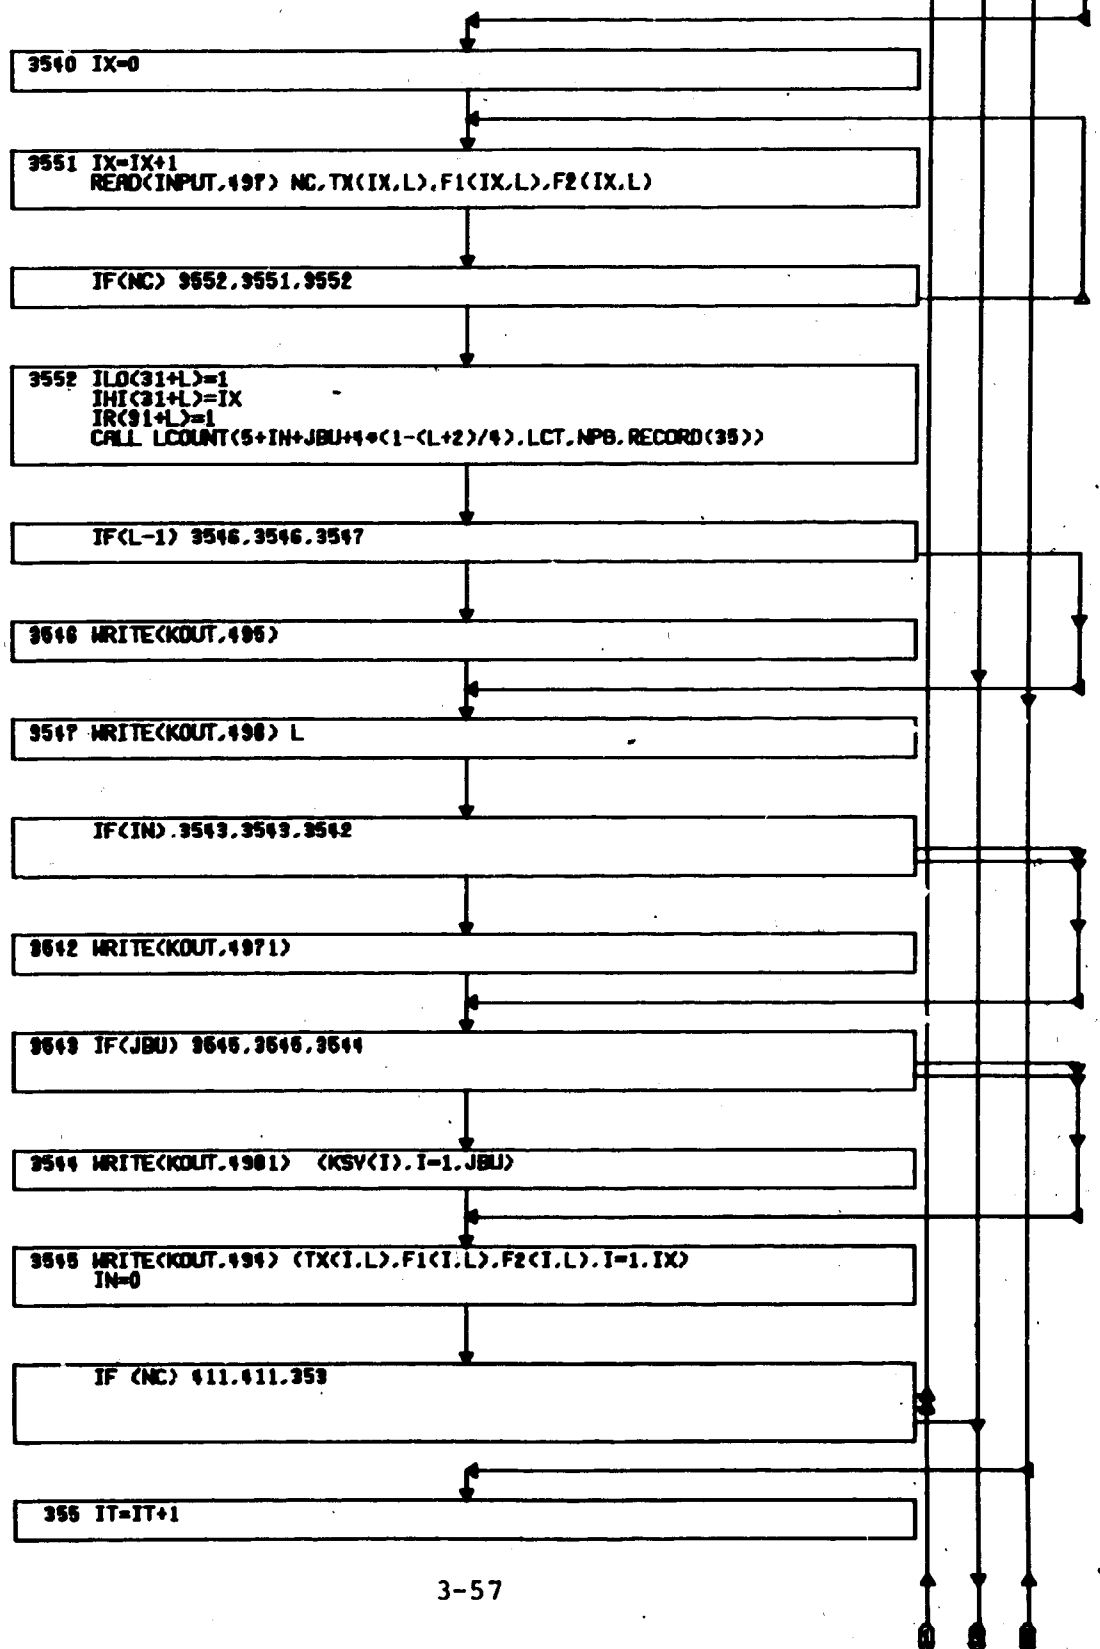 3540 IX=0
3551 IX=IX+1
READ(INPUT,497) NC,TX(IX,L),F1(IX,L),F2(IX,L)
IF(NC) 3552,3551,3552
3552 ILO(31+L)=1
IHI(31+L)=IX
IR(31+L)=1
CALL LCOUNT(5+IN+JBU+4*(1-(L+2)/4),LCT,NPB,RECORD(35))
IF(L-1) 3546,3546,3547
3546 WRITE(KOUT,495)
3547 WRITE(KOUT,498) L
IF(IN) 3543,3543,3542
3542 WRITE(KOUT,4971)
3543 IF(JBU) 3545,3545,3544
3544 WRITE(KOUT,4981) (KSV(I),I=1,JBU)
3545 WRITE(KOUT,494) (TX(I,L),F1(I,L),F2(I,L),I=1,IX)
IN=0
IF (NC) 411,411,353
355 IT=IT+1
3-57